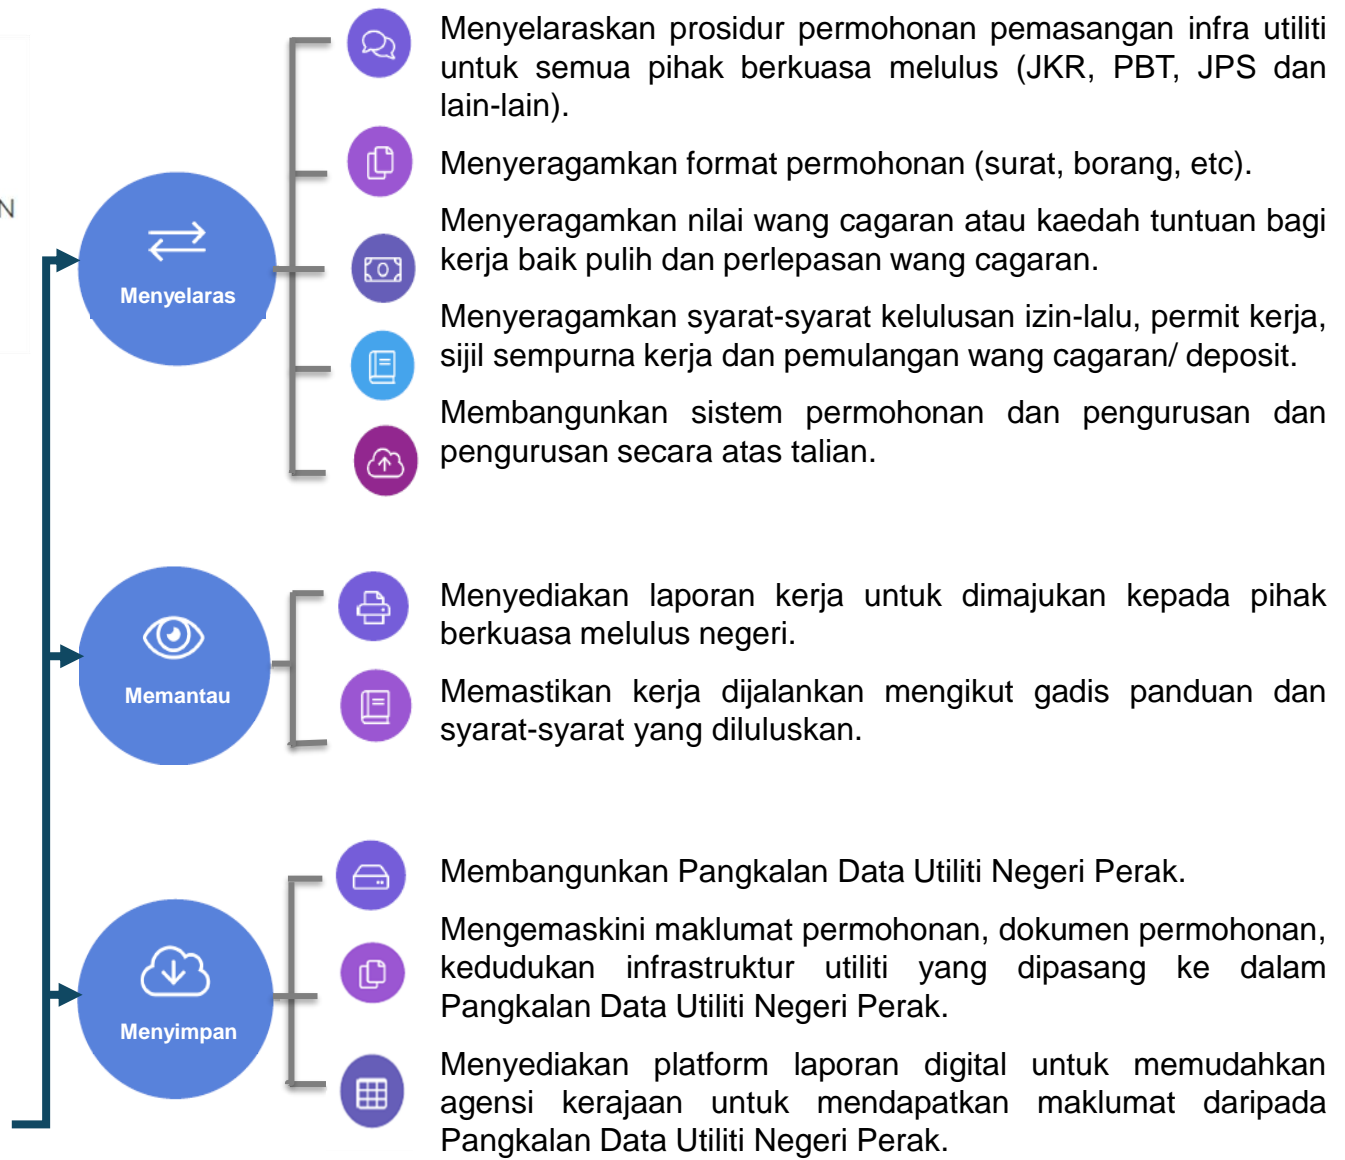 Menyelaraskan prosidur permohonan pemasangan infra utiliti
untuk semua pihak berkuasa melulus (JKR, PBT, JPS dan
lain-lain).
Menyeragamkan format permohonan (surat, borang, etc).
N
Menyeragamkan nilai wang cagaran atau kaedah tuntuan bagi
kerja baik pulih dan perlepasan wang cagaran.
Menyelaras
Menyeragamkan syarat-syarat kelulusan izin-lalu, permit kerja,
sijil sempurna kerja dan pemulangan wang cagaran/ deposit.
Membangunkan sistem permohonan dan pengurusan dan
pengurusan secara atas talian.
Menyediakan laporan kerja untuk dimajukan kepada pihak
berkuasa melulus negeri.
Memantau
Memastikan kerja dijalankan mengikut gadis panduan dan
syarat-syarat yang diluluskan.
Membangunkan Pangkalan Data Utiliti Negeri Perak.
Mengemaskini maklumat permohonan, dokumen permohonan,
kedudukan infrastruktur utiliti yang dipasang ke dalam
Pangkalan Data Utiliti Negeri Perak.
Menyimpan
Menyediakan platform laporan digital untuk memudahkan
agensi kerajaan untuk mendapatkan maklumat daripada
Pangkalan Data Utiliti Negeri Perak.